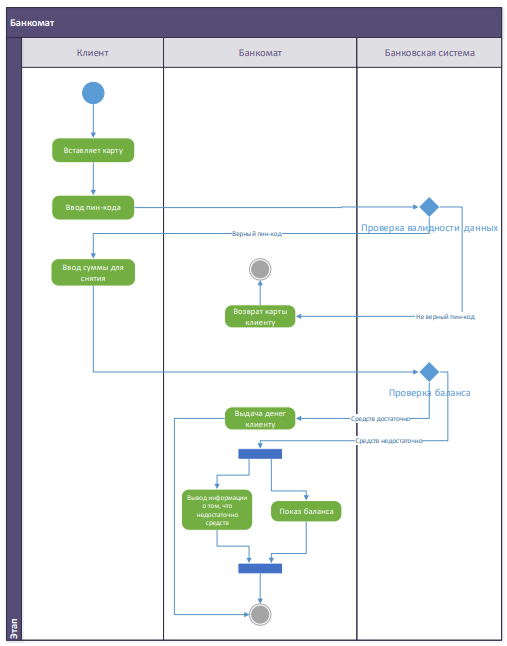 Банкомат
Клиент
Банкомат
Банковская система
Вставляет карту
Ввод пин-кода
Проверка валидности данных
Верный пин-код
Ввод суммы для
снятия
Возврат карты
клиенту
Не верный пин-код
Проверка баланса
Выдача денег
клиенту
Средств достаточно
Средств недостаточно
Вывод информации
о том, что
недостаточно
средств
Показ баланса
Этап